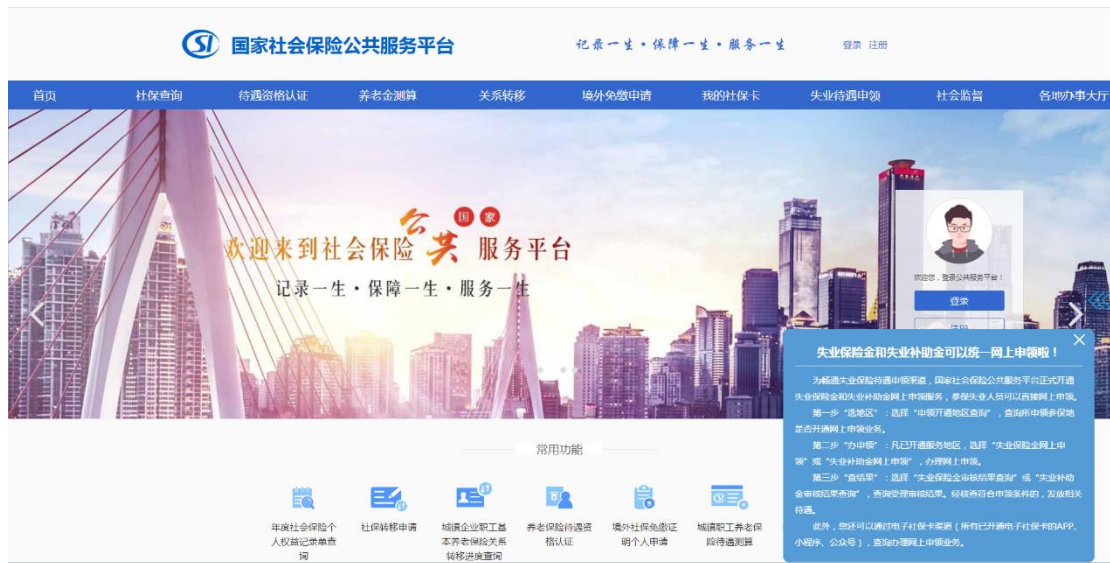 国家社会保险公共服务平台
记录一生·保障一生·服务一生
登录 注册
首页 社保查询 待遇资格认证 养老金测算 关系转移 境外免缴申请 我的社保卡 失业待遇申领 社会监督 各地办事大厅
欢迎来到社会保险 国家 公共 服务平台
记录一生·保障一生·服务一生
欢迎您，登录公共服务平台！
登录
失业保险金和失业补助金可以统一网上申领啦！
为畅通失业保险待遇申领渠道，国家社会保险公共服务平台正式开通
失业保险金和失业补助金网上申领服务，参保失业人员可以直接网上申领。
第一步“选地区”：选择“申领开通地区查询”，查询所申领参保地
是否开通网上申领业务。
第二步“办申领”：凡已开通服务地区，选择“失业保险金网上申
领”或“失业补助金网上申领”，办理网上申领。
第三步“查结果”：选择“失业保险金审核结果查询”或“失业补助
金审核结果查询”，查询受理审核结果。经核查符合申领条件的，发放相关
待遇。
此外，您还可以通过电子社保卡渠道（所有已开通电子社保卡的APP、
小程序、公众号），查询办理网上申领业务。
常用功能
年度社会保险个
人权益记录单查
询
社保转移申请
城镇企业职工基
本养老保险关系
转移进度查询
养老保险待遇资
格认证
境外社保免缴证
明个人申请
城镇职工养老保
险待遇测算